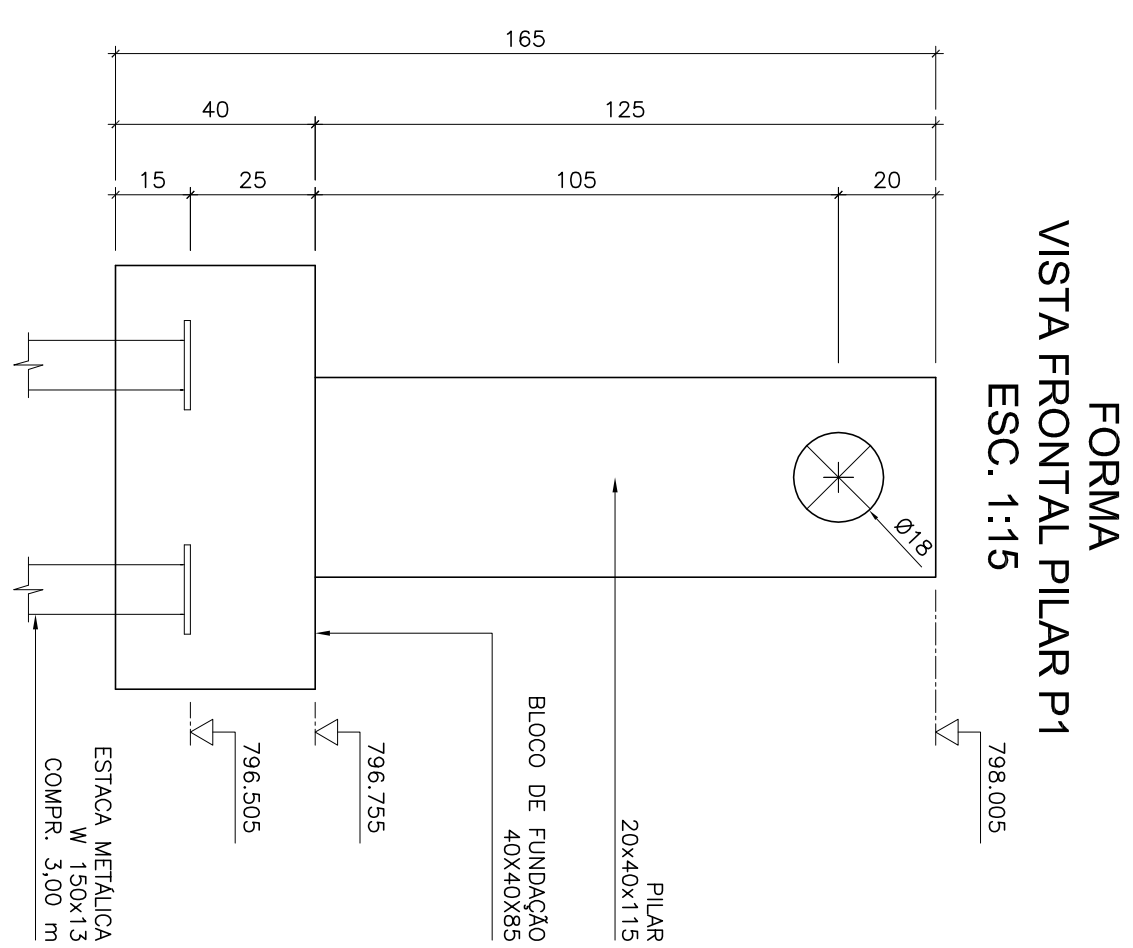 FORMA
VISTA FRONTAL PILAR P1
ESC. 1:15
798.005
20
125
165
Ø18
105
PILAR
20x40x115
BLOCO DE FUNDAÇÃO
40X40X85
796.755
25
40
796.505
15
ESTACA METÁLICA
W 150x13
COMPR. 3,00 m